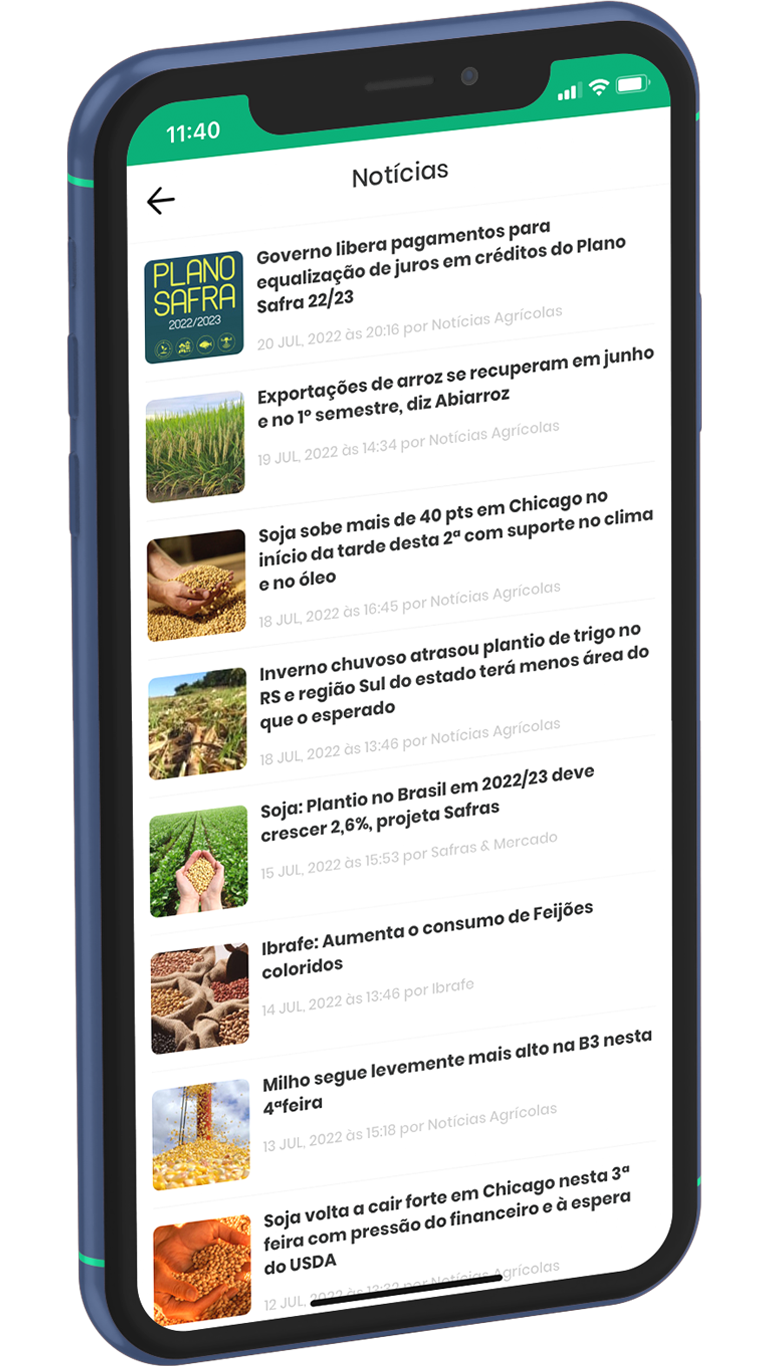 11:40
Notícias
PLANO
SAFRA
2022/2023
Governo libera pagamentos para
equalização de juros em créditos do Plano
Safra 22/23
20 JUL, 2022 às 20:16 por Notícias Agrícolas
Exportações de arroz se recuperam em junho
e no 1º semestre, diz Abiarroz
19 JUL, 2022 às 14:34 por Notícias Agrícolas
Soja sobe mais de 40 pts em Chicago no
início da tarde desta 2ª com suporte no clima
e no óleo
18 JUL, 2022 às 16:45 por Notícias Agrícolas
Inverno chuvoso atrasou plantio de trigo no
RS e região Sul do estado terá menos área do
que o esperado
18 JUL, 2022 às 13:46 por Notícias Agrícolas
Soja: Plantio no Brasil em 2022/23 deve
crescer 2,6%, projeta Safras
15 JUL, 2022 às 15:53 por Safras & Mercado
Ibrafe: Aumenta o consumo de Feijões
coloridos
14 JUL, 2022 às 13:46 por Ibrafe
Milho segue levemente mais alto na B3 nesta
4ªfeira
13 JUL, 2022 às 15:18 por Notícias Agrícolas
Soja volta a cair forte em Chicago nesta 3ª
feira com pressão do financeiro e à espera
do USDA
12 JUL, 2022 às por Notícias Agrícolas